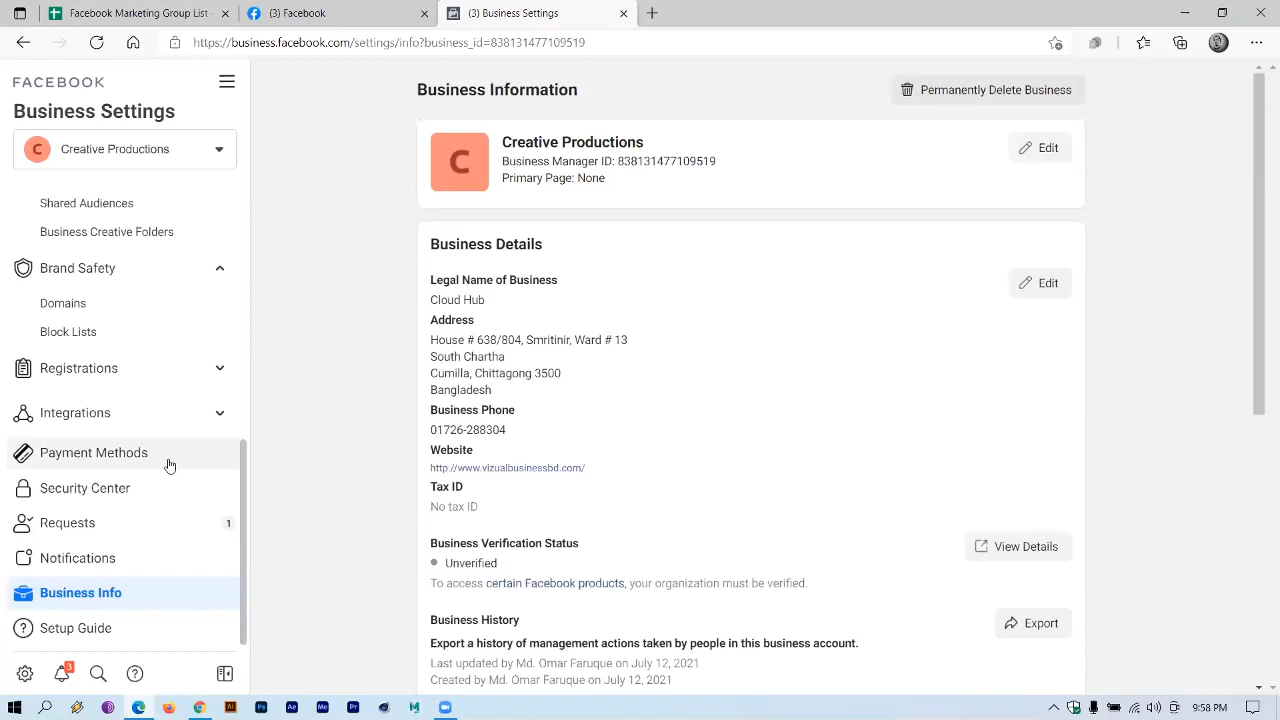 Marketing with Multiple L
(3) Facebook
Business Settings
https://business.facebook.com/settings/info?business_id=838131477109519
FACEBOOK
Business Settings
C Creative Productions
Shared Audiences
Business Creative Folders
Brand Safety
Domains
Block Lists
Registrations
Integrations
Payment Methods
Security Center
Requests 1
Notifications
Business Info
Setup Guide
3
Business Information
Permanently Delete Business
C
Creative Productions
Business Manager ID: 838131477109519
Primary Page: None
Edit
Business Details
Legal Name of Business
Edit
Cloud Hub
Address
House # 638/804, Smritinir, Ward # 13
South Chartha
Cumilla, Chittagong 3500
Bangladesh
Business Phone
01726-288304
Website
http://www.vizualbusinessbd.com/
Tax ID
No tax ID
Business Verification Status
View Details
Unverified
To access certain Facebook products, your organization must be verified.
Business History
Export
Export a history of management actions taken by people in this business account.
Last updated by Md. Omar Faruque on July 12, 2021
Created by Md. Omar Faruque on July 12, 2021
Ai
Ps
Ae
Me
Pr
9:58 PM